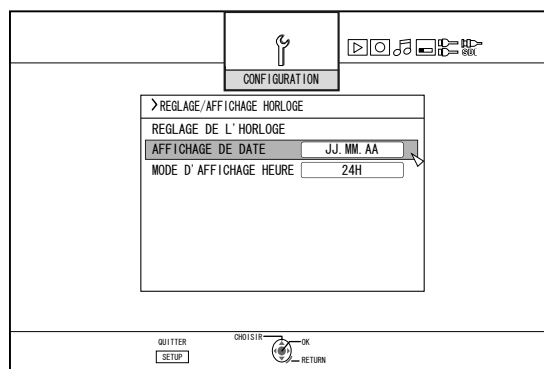 SDI
CONFIGURATION
>REGLAGE/AFFICHAGE HORLOGE
REGLAGE DE L'HORLOGE
AFFICHAGE DE DATE JJ.MM.AA
MODE D'AFFICHAGE HEURE 24H
QUITTER
SETUP
CHOISIR
OK
RETURN